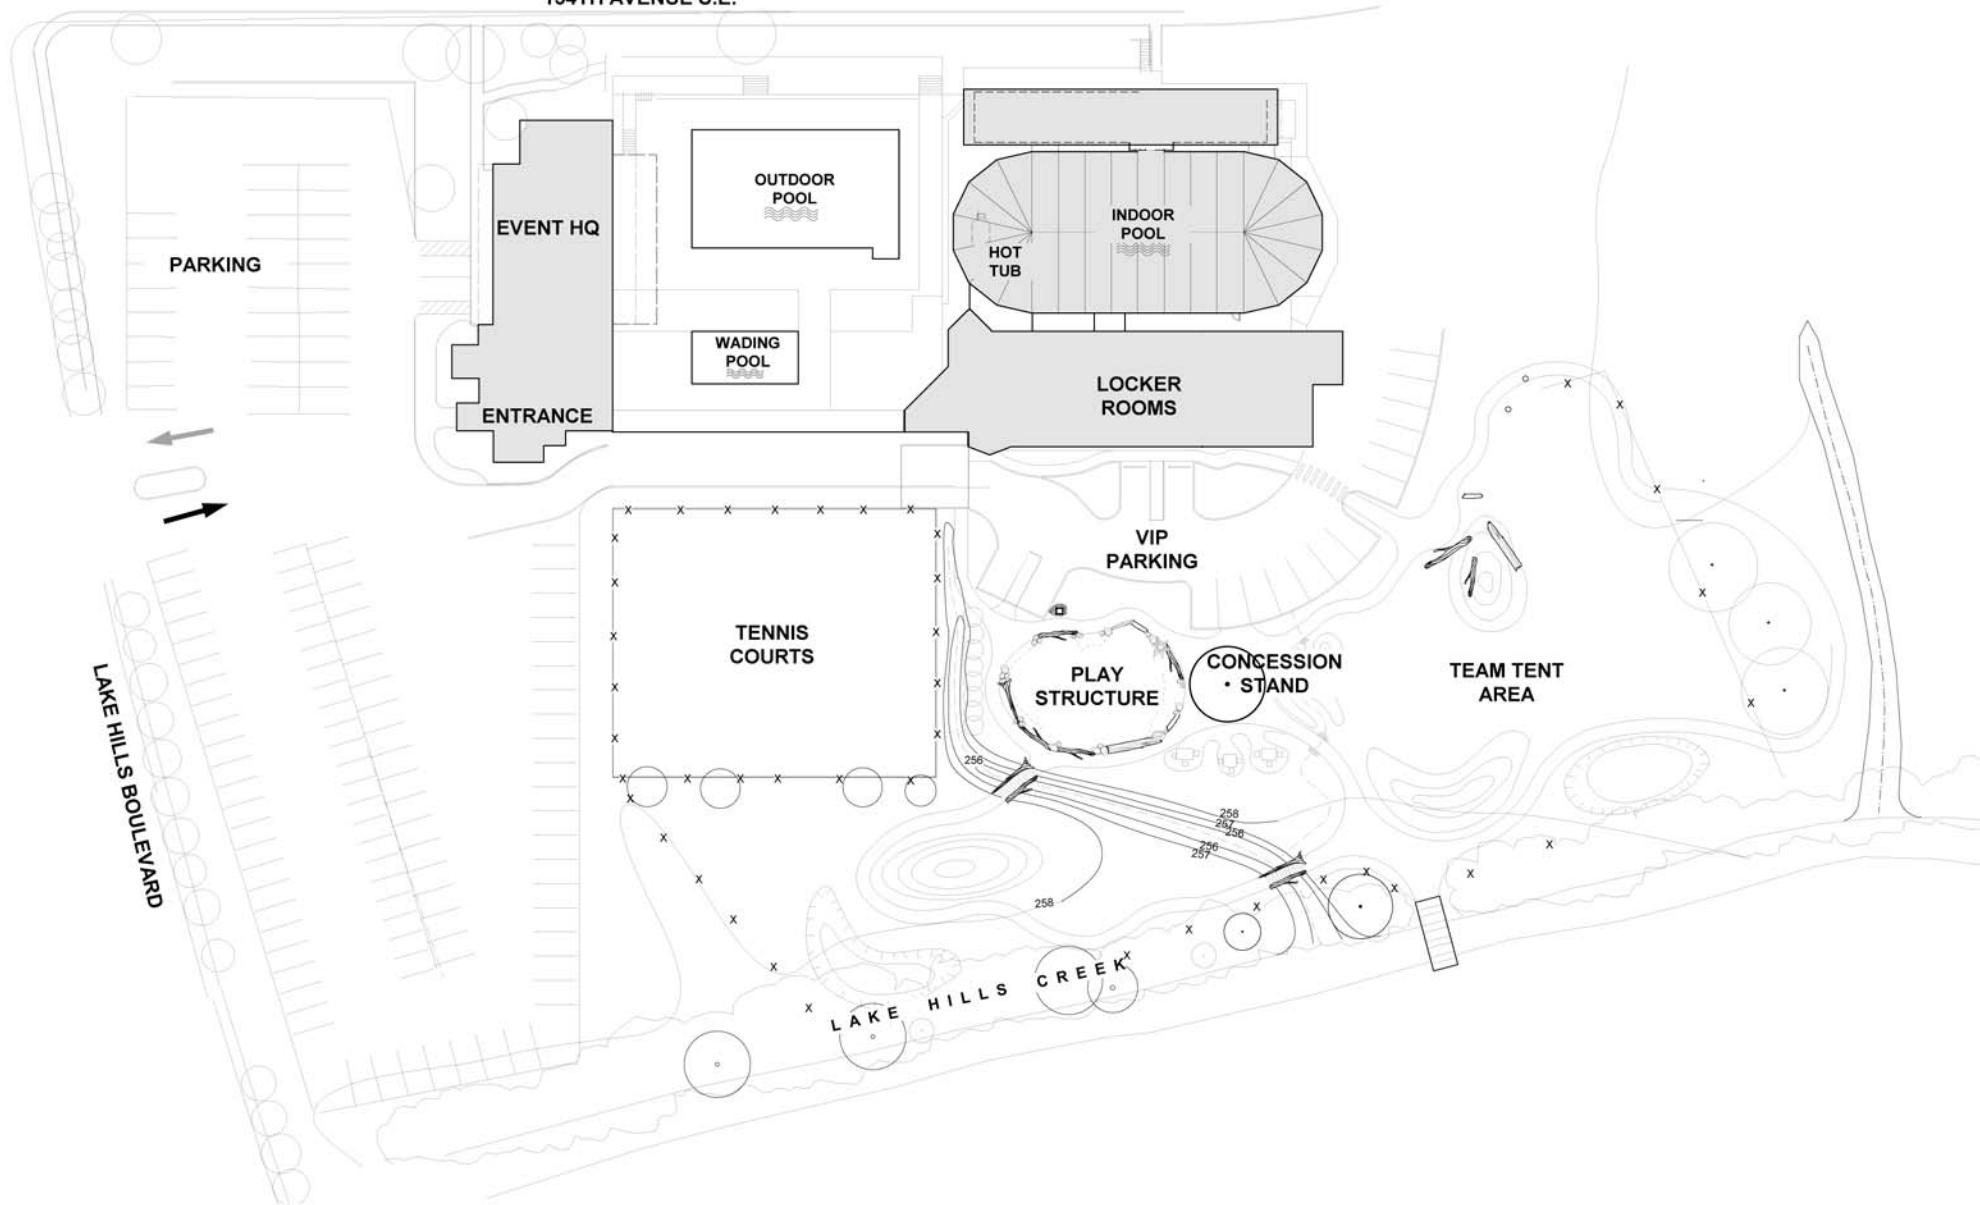 OUTDOOR
POOL
INDOOR
POOL
EVENT HQ
HOT
TUB
PARKING
WADING
POOL
LOCKER
ROOMS
ENTRANCE
VIP
PARKING
TENNIS
COURTS
PLAY
STRUCTURE
CONCESSION
STAND
TEAM TENT
AREA
LAKE HILLS BOULEVARD
256
258
257
256
256
257
258
LAKE HILLS CREEK